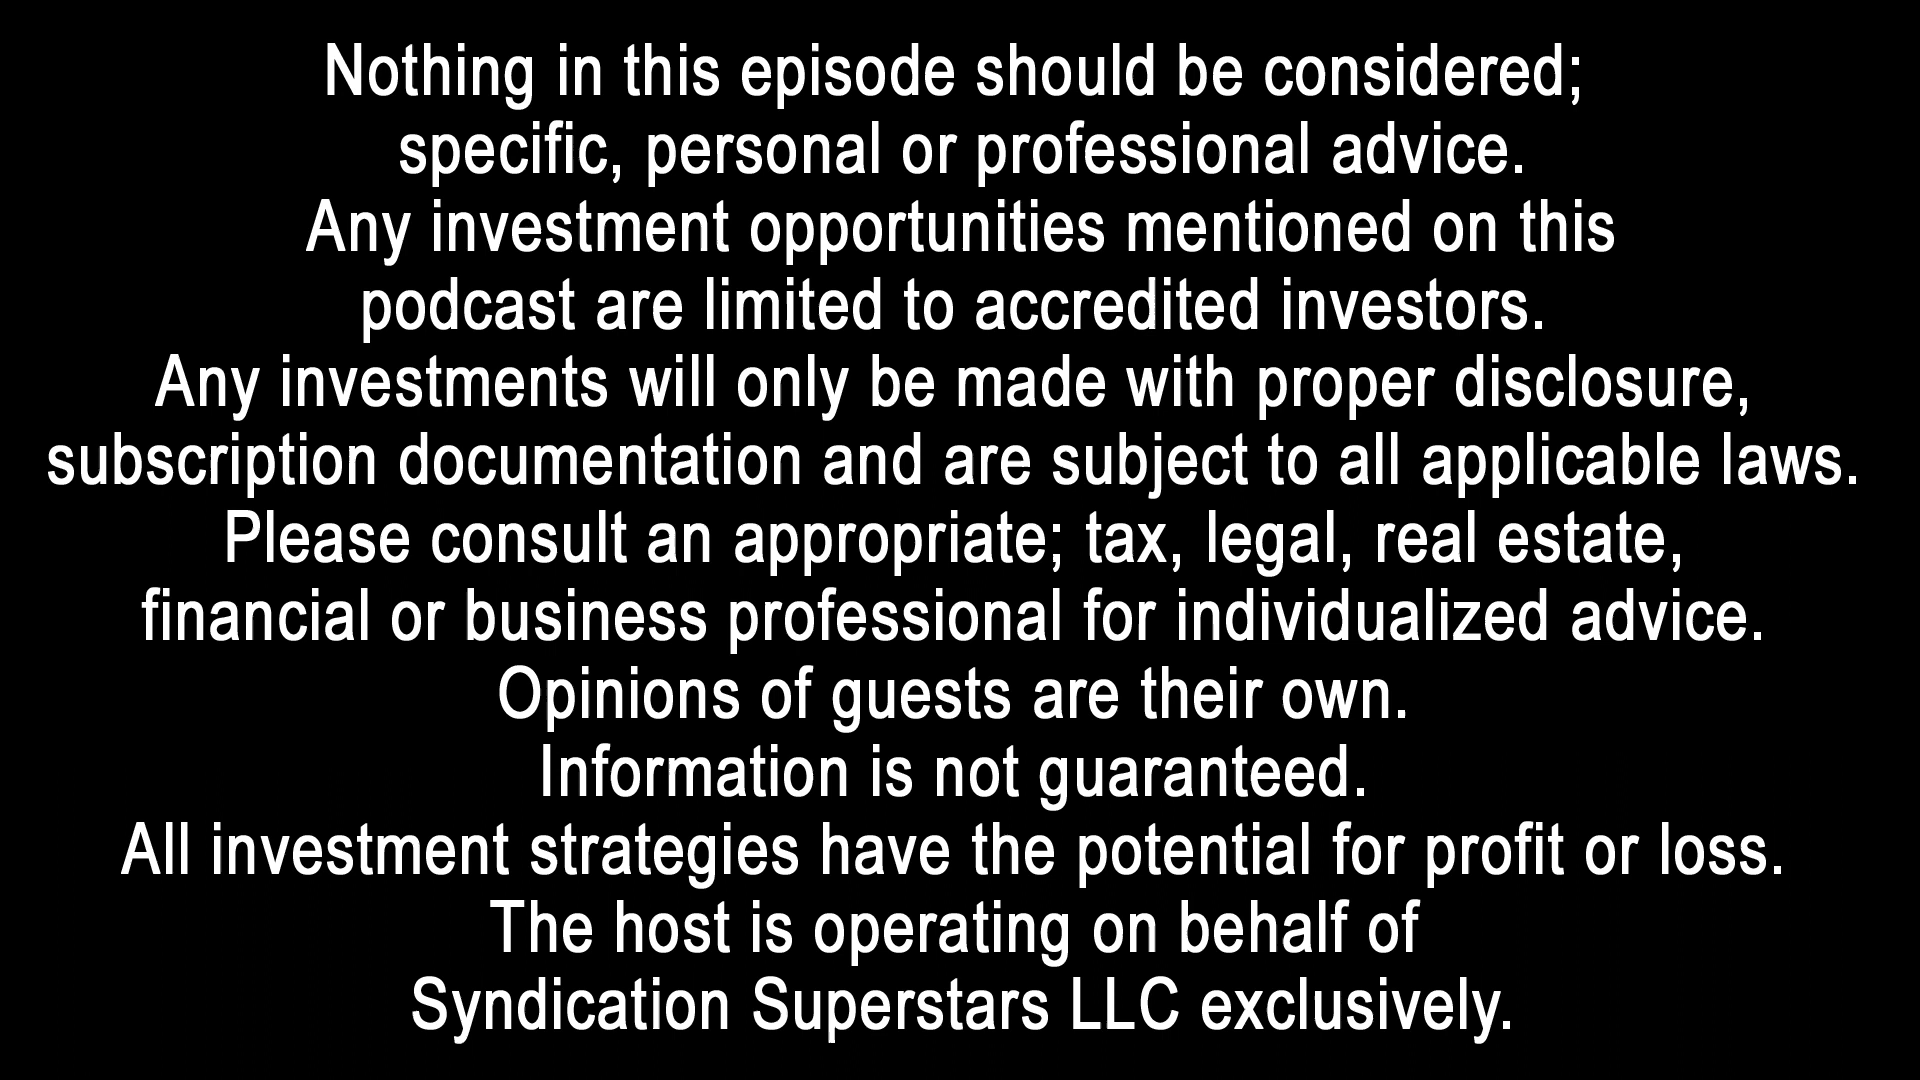 Nothing in this episode should be considered;
specific, personal or professional advice.
Any investment opportunities mentioned on this
podcast are limited to accredited investors.
Any investments will only be made with proper disclosure,
subscription documentation and are subject to all applicable laws.
Please consult an appropriate; tax, legal, real estate,
financial or business professional for individualized advice.
Opinions of guests are their own.
Information is not guaranteed.
All investment strategies have the potential for profit or loss.
The host is operating on behalf of
Syndication Superstars LLC exclusively.